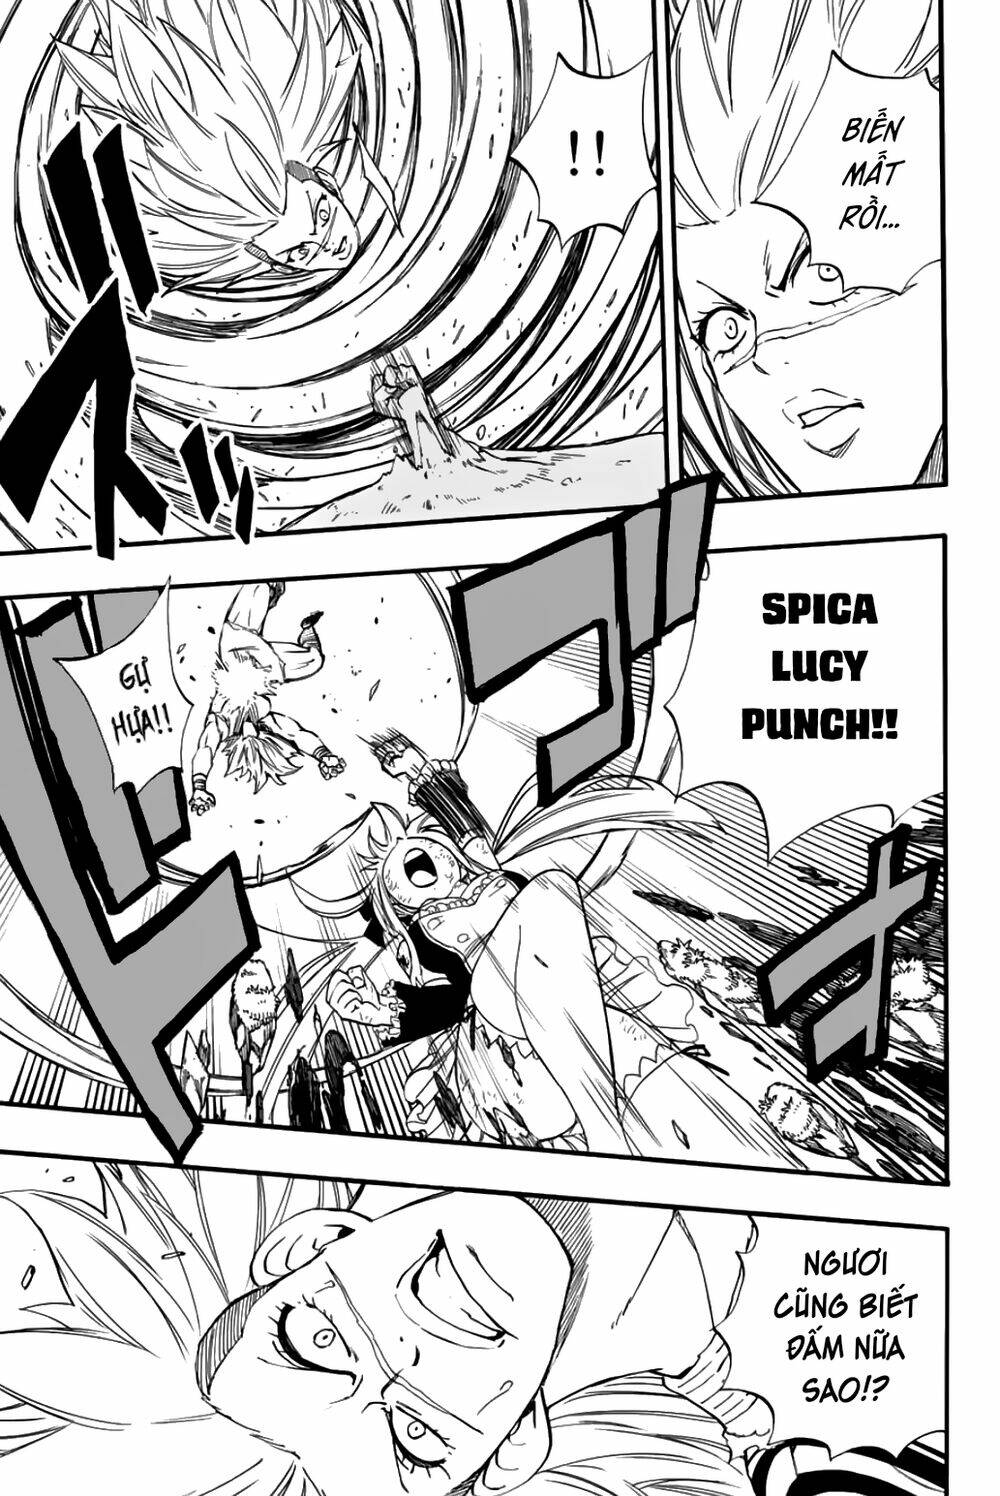 BIẾN
MẤT
RỒI...
!!
SPICA
LUCY
PUNCH!!
GỰ
HỰA!!
NGƯƠI
CŨNG BIẾT
ĐẤM NỮA
SAO!?